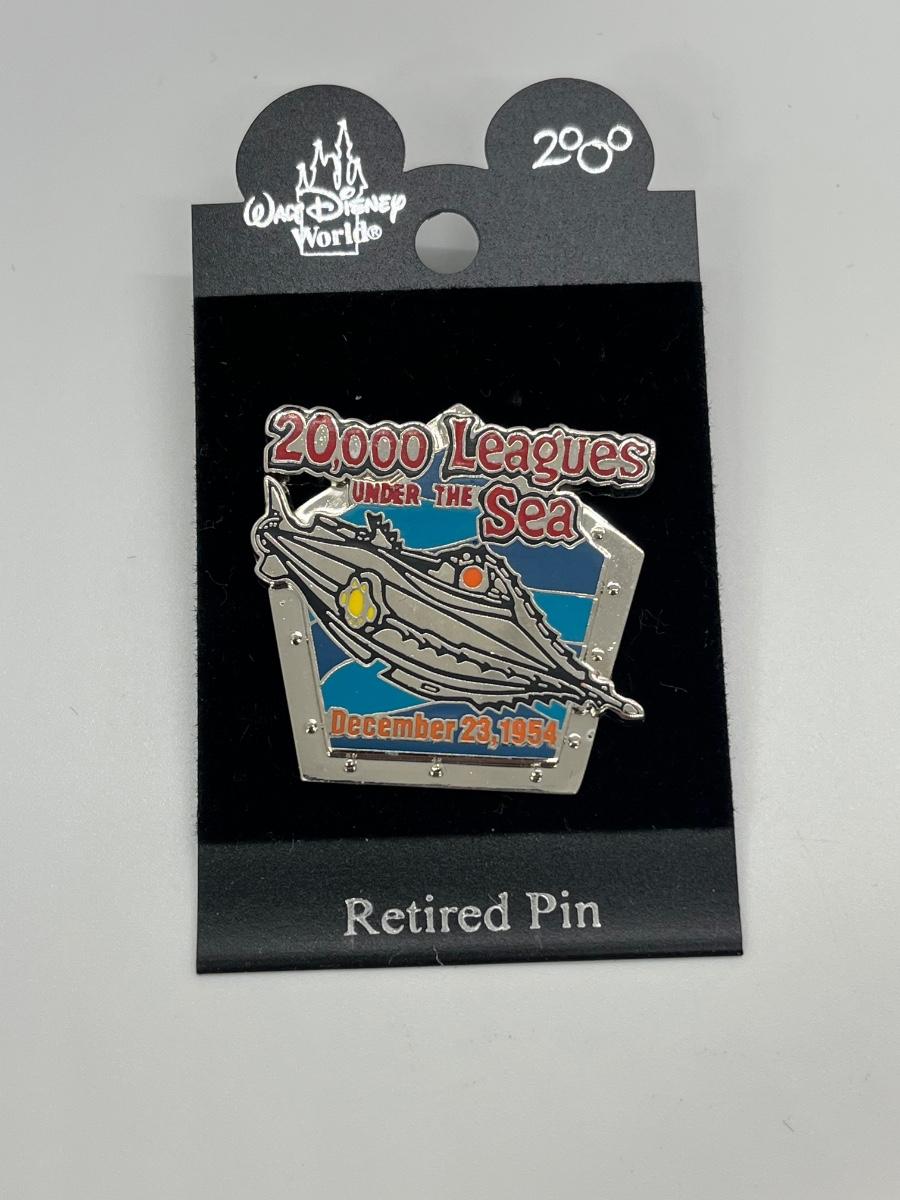 Walt Disney
World®
2000
20,000 Leagues
UNDER THE Sea
December 23, 1954
Retired Pin